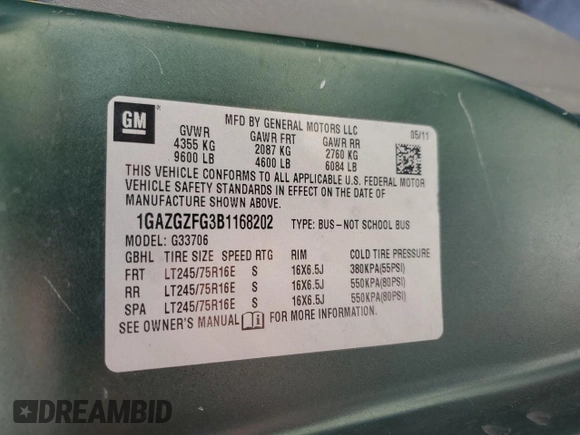 GM
MFD BY GENERAL MOTORS LLC
05/11
GVWR GAWR FRT GAWR RR
4355 KG 2087 KG 2760 KG
9600 LB 4600 LB 6084 LB
THIS VEHICLE CONFORMS TO ALL APPLICABLE U.S. FEDERAL MOTOR
VEHICLE SAFETY STANDARDS IN EFFECT ON THE DATE OF
MANUFACTURE SHOWN ABOVE.
1GAZGZFG3B1168202 TYPE: BUS–NOT SCHOOL BUS
MODEL: G33706
GBHL TIRE SIZE SPEED RTG RIM COLD TIRE PRESSURE
FRT LT245/75R16E S 16X6.5J 380KPA(55PSI)
RR LT245/75R16E S 16X6.5J 550KPA(80PSI)
SPA LT245/75R16E S 16X6.5J 550KPA(80PSI)
SEE OWNER'S MANUAL FOR MORE INFORMATION.
DREAMBID